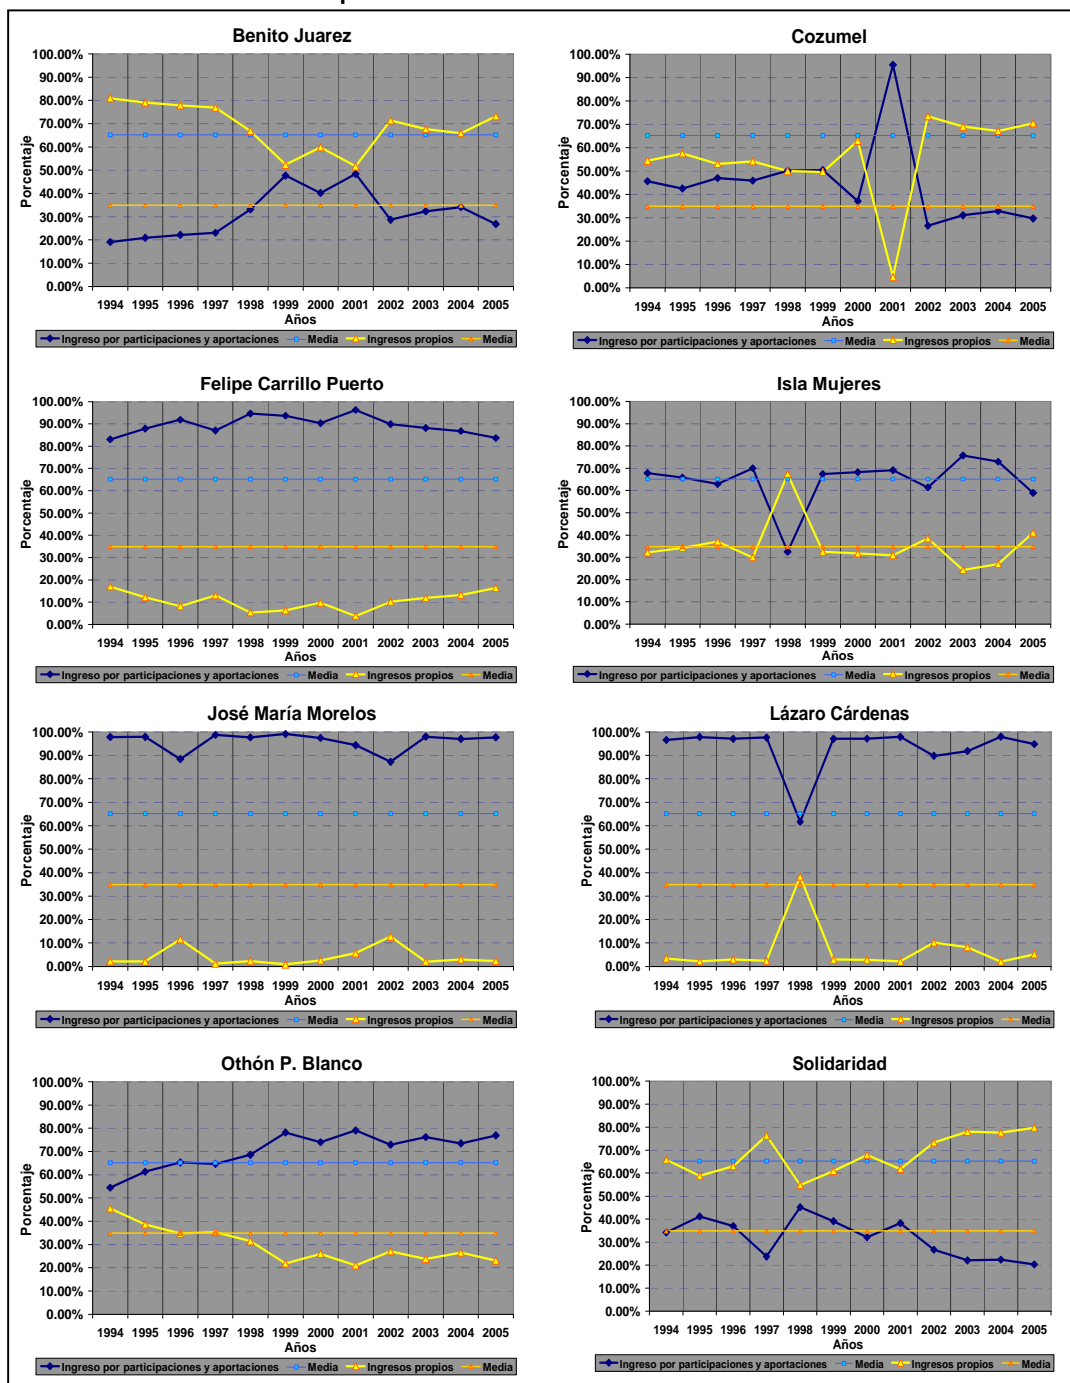 Benito Juarez
100.00%
90.00%
80.00%
70.00%
60.00%
50.00%
40.00%
30.00%
20.00%
10.00%
0.00%
Porcentaje
1994 1995 1996 1997 1998 1999 2000 2001 2002 2003 2004 2005
Años
Ingreso por participaciones y aportaciones Media Ingresos propios Media
Cozumel
100.00%
90.00%
80.00%
70.00%
60.00%
50.00%
40.00%
30.00%
20.00%
10.00%
0.00%
Porcentaje
1994 1995 1996 1997 1998 1999 2000 2001 2002 2003 2004 2005
Años
Ingreso por participaciones y aportaciones Media Ingresos propios Media
Felipe Carrillo Puerto
100.00%
90.00%
80.00%
70.00%
60.00%
50.00%
40.00%
30.00%
20.00%
10.00%
0.00%
Porcentaje
1994 1995 1996 1997 1998 1999 2000 2001 2002 2003 2004 2005
Años
Ingreso por participaciones y aportaciones Media Ingresos propios Media
Isla Mujeres
100.00%
90.00%
80.00%
70.00%
60.00%
50.00%
40.00%
30.00%
20.00%
10.00%
0.00%
Porcentaje
1994 1995 1996 1997 1998 1999 2000 2001 2002 2003 2004 2005
Años
Ingreso por participaciones y aportaciones Media Ingresos propios Media
José María Morelos
100.00%
90.00%
80.00%
70.00%
60.00%
50.00%
40.00%
30.00%
20.00%
10.00%
0.00%
Porcentaje
1994 1995 1996 1997 1998 1999 2000 2001 2002 2003 2004 2005
Años
Ingreso por participaciones y aportaciones Media Ingresos propios Media
Lázaro Cárdenas
100.00%
90.00%
80.00%
70.00%
60.00%
50.00%
40.00%
30.00%
20.00%
10.00%
0.00%
Porcentaje
1994 1995 1996 1997 1998 1999 2000 2001 2002 2003 2004 2005
Años
Ingreso por participaciones y aportaciones Media Ingresos propios Media
Othón P. Blanco
100.00%
90.00%
80.00%
70.00%
60.00%
50.00%
40.00%
30.00%
20.00%
10.00%
0.00%
Porcentaje
1994 1995 1996 1997 1998 1999 2000 2001 2002 2003 2004 2005
Años
Ingreso por participaciones y aportaciones Media Ingresos propios Media
Solidaridad
100.00%
90.00%
80.00%
70.00%
60.00%
50.00%
40.00%
30.00%
20.00%
10.00%
0.00%
Porcentaje
1994 1995 1996 1997 1998 1999 2000 2001 2002 2003 2004 2005
Años
Ingreso por participaciones y aportaciones Media Ingresos propios Media